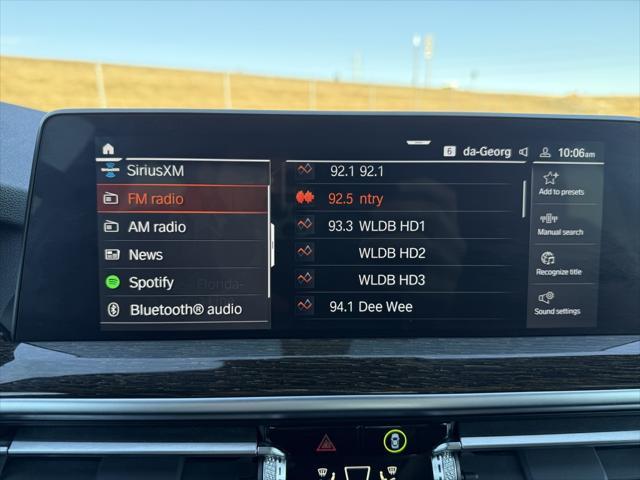 6 da-Georg 10:06am
SiriusXM
FM radio
AM radio
News
Spotify
Bluetooth® audio
92.1 92.1
92.5 ntry
93.3 WLDB HD1
WLDB HD2
WLDB HD3
94.1 Dee Wee
Add to presets
Manual search
Recognize title
Sound settings